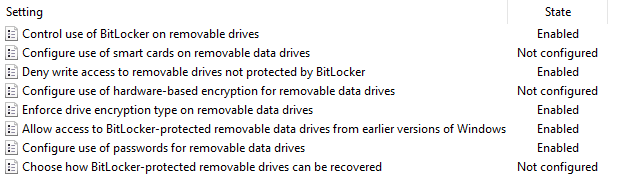 Setting State
Control use of BitLocker on removable drives Enabled
Configure use of smart cards on removable data drives Not configured
Deny write access to removable drives not protected by BitLocker Enabled
Configure use of hardware-based encryption for removable data drives Not configured
Enforce drive encryption type on removable data drives Enabled
Allow access to BitLocker-protected removable data drives from earlier versions of Windows Enabled
Configure use of passwords for removable data drives Enabled
Choose how BitLocker-protected removable drives can be recovered Not configured